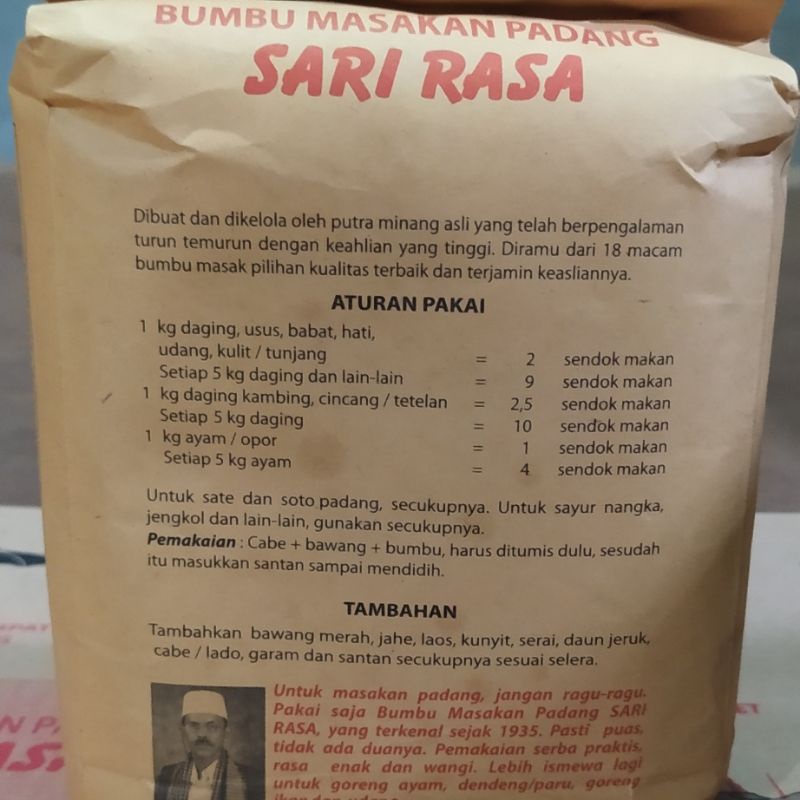 BUMBU MASAKAN PADANG
SARI RASA
Dibuat dan dikelola oleh putra minang asli yang telah berpengalaman
turun temurun dengan keahlian yang tinggi. Diramu dari 18 macam
bumbu masak pilihan kualitas terbaik dan terjamin keasliannya.
ATURAN PAKAI
1 kg daging, usus, babat, hati,
udang, kulit / tunjang = 2 sendok makan
Setiap 5 kg daging dan lain-lain = 9 sendok makan
1 kg daging kambing, cincang / tetelan = 2,5 sendok makan
Setiap 5 kg daging = 10 sendok makan
1 kg ayam / opor = 1 sendok makan
Setiap 5 kg ayam = 4 sendok makan
Untuk sate dan soto padang, secukupnya. Untuk sayur nangka,
jengkol dan lain-lain, gunakan secukupnya.
Pemakaian : Cabe + bawang + bumbu, harus ditumis dulu, sesudah
itu masukkan santan sampai mendidih.
TAMBAHAN
Tambahkan bawang merah, jahe, laos, kunyit, serai, daun jeruk,
cabe / lado, garam dan santan secukupnya sesuai selera.
Untuk masakan padang, jangan ragu-ragu.
Pakai saja Bumbu Masakan Padang SARI
RASA, yang terkenal sejak 1935. Pasti puas,
tidak ada duanya. Pemakaian serba praktis,
rasa enak dan wangi. Lebih ismewa lagi
untuk goreng ayam, dendeng/paru, goreng